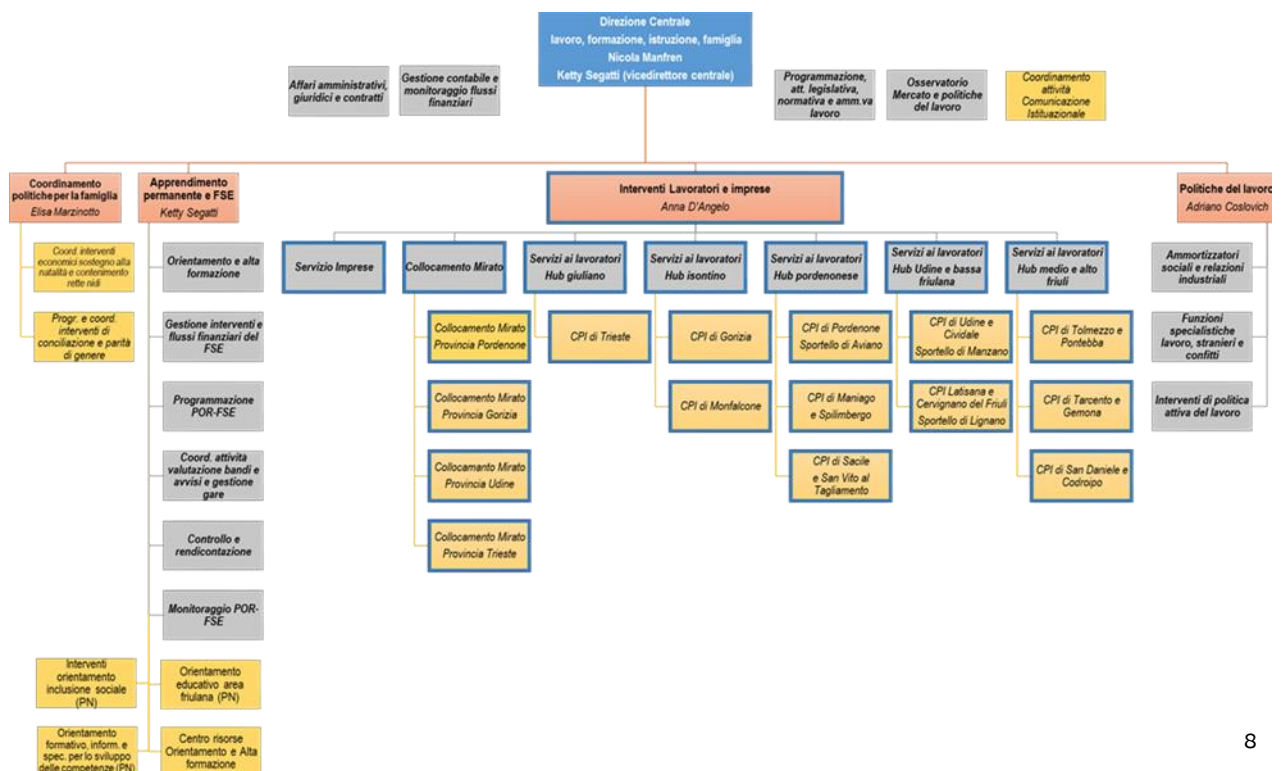 Direzione Centrale
lavoro, formazione, istruzione, famiglia
Nicola Manfren
Ketty Segatti (vicedirettore centrale)
Affari amministrativi,
giuridici e contratti
Gestione contabile e
monitoraggio flussi
finanziari
Programmazione,
att. legislativa,
normativa e amm.va
lavoro
Osservatorio
Mercato e politiche
del lavoro
Coordinamento
attività
Comunicazione
Istituzionale
Coordinamento
politiche per la famiglia
Elisa Marzinotto
Apprendimento
permanente e FSE
Ketty Segatti
Interventi Lavoratori e imprese
Anna D'Angelo
Politiche del lavoro
Adriano Coslovich
Coord. interventi
economici sostegno alla
natalità e contenimento
rette nidi
Progr. e coord.
interventi di
conciliazione e parità
di genere
Orientamento e alta
formazione
Gestione interventi e
flussi finanziari del
FSE
Programmazione
POR-FSE
Coord. attività
valutazione bandi e
avvisi e gestione
gare
Controllo e
rendicontazione
Monitoraggio POR-
FSE
Interventi
orientamento
inclusione sociale
(PN)
Orientamento
educativo area
friulana (PN)
Orientamento
formativo, inform. e
spec. per lo sviluppo
delle competenze (PN)
Centro risorse
Orientamento e Alta
formazione
Servizio Imprese
Collocamento Mirato
Collocamento Mirato
Provincia Pordenone
Collocamanto Mirato
Provincia Gorizia
Collocamanto Mirato
Provincia Udine
Collocamanto Mirato
Provincia Trieste
Servizi ai lavoratori
Hub giuliano
CPI di Trieste
Servizi ai lavoratori
Hub isontino
CPI di Gorizia
CPI di Monfalcone
Servizi ai lavoratori
Hub pordenonese
CPI di Pordenone
Sportello di Aviano
CPI di Maniago e
Spilimbergo
CPI di Sacile
e San Vito al
Tagliamento
Servizi ai lavoratori
Hub Udine e bassa
friulana
CPI di Udine e
Cividale
Sportello di Manzano
CPI Latisana e
Cervignano del Friuli
Sportello di Lignano
Servizi ai lavoratori
Hub medio e alto
friuli
CPI di Tolmezzo e
Pontebba
CPI di Tarcento e
Gemona
CPI di San Daniele e
Codroipo
Ammortizzatori
sociali e relazioni
industriali
Funzioni
specialistiche
lavoro, stranieri e
confitti
Interventi di politica
attiva del lavoro
8